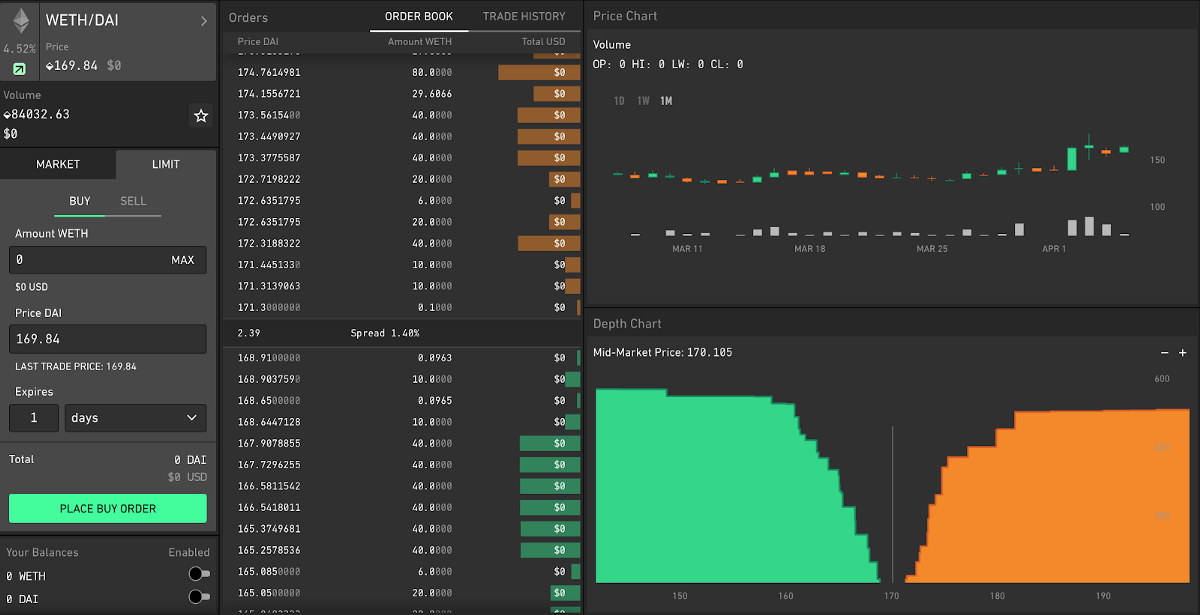 WETH/DAI
4.52%
Price
169.84 $0
Volume
84032.63
$0
MARKET LIMIT
BUY SELL
Amount WETH
0 MAX
$0 USD
Price DAI
169.84
LAST TRADE PRICE: 169.84
Expires
1 days
Total 0 DAI
$0 USD
PLACE BUY ORDER
Your Balances Enabled
0 WETH
0 DAI
Orders ORDER BOOK TRADE HISTORY
Price DAI Amount WETH Total USD
174.7614981 80.0000 $0
174.1556721 29.6066 $0
173.5615400 40.0000 $0
173.4490927 40.0000 $0
173.3775587 40.0000 $0
172.7198222 20.0000 $0
172.6351795 6.0000 $0
172.6351795 20.0000 $0
172.3188322 40.0000 $0
171.4451330 10.0000 $0
171.3139063 10.0000 $0
171.3000000 0.1000 $0
2.39 Spread 1.40%
168.9100000 0.0963 $0
168.9037590 10.0000 $0
168.6500000 0.0965 $0
168.6447128 10.0000 $0
167.9078855 40.0000 $0
167.7296255 40.0000 $0
166.5811542 40.0000 $0
166.5418011 40.0000 $0
165.3749681 40.0000 $0
165.2578536 40.0000 $0
165.0850000 6.0000 $0
165.0500000 20.0000 $0
Price Chart
Volume
OP: 0 HI: 0 LW: 0 CL: 0
1D 1W 1M
150
100
MAR 11 MAR 18 MAR 25 APR 1
Depth Chart
Mid-Market Price: 170.105 − +
600
150 160 170 180 190